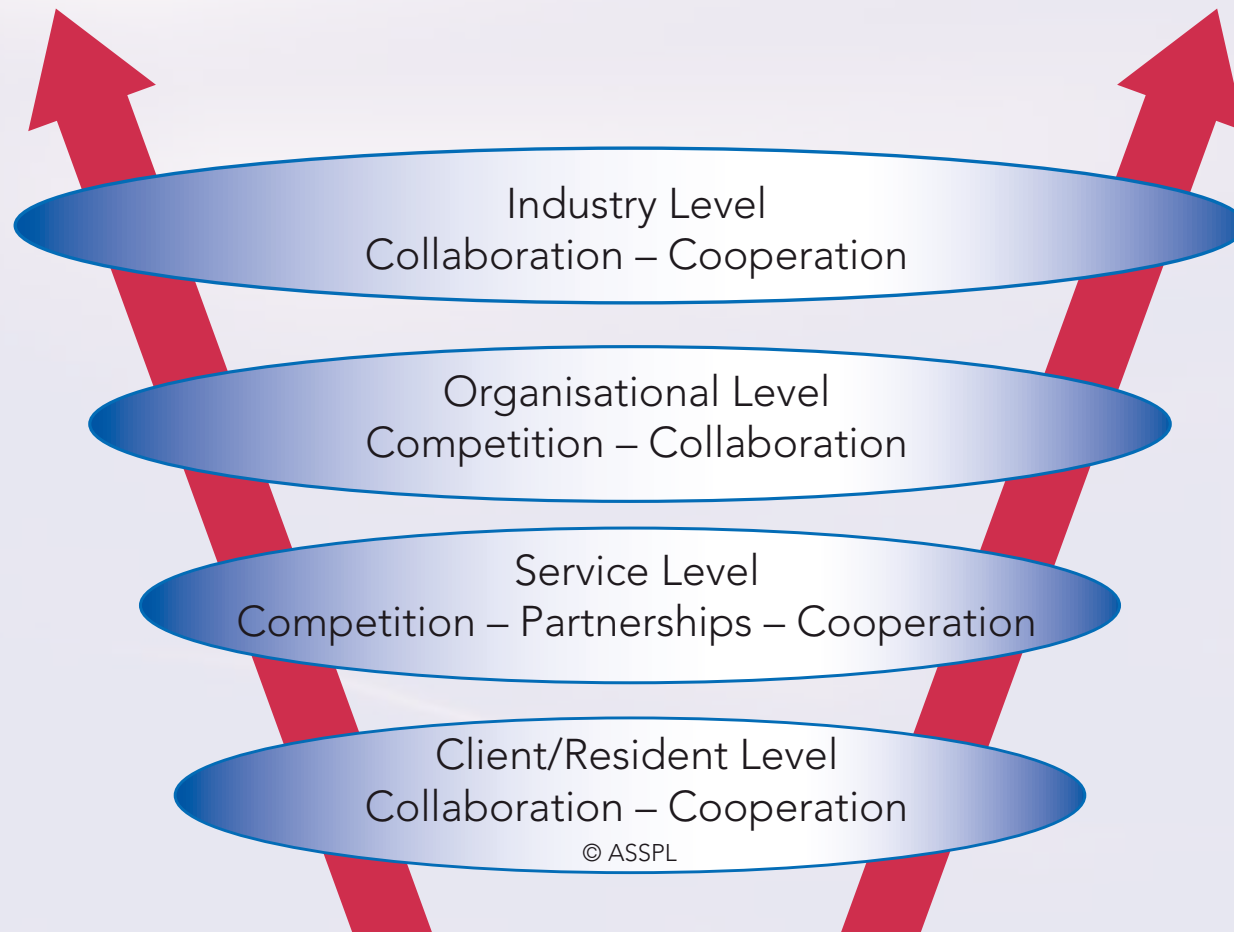 Industry Level
Collaboration – Cooperation
Organisational Level
Competition – Collaboration
Service Level
Competition – Partnerships – Cooperation
Client/Resident Level
Collaboration – Cooperation
© ASSPL